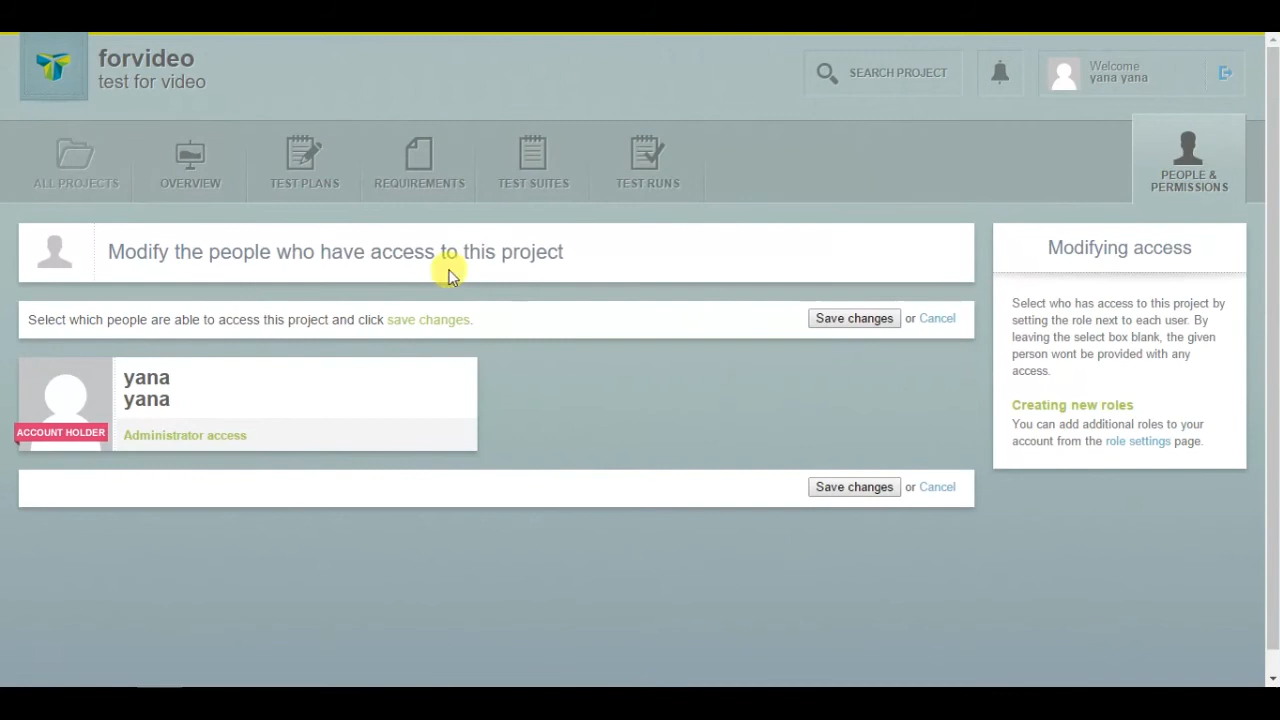 forvideo
test for video
SEARCH PROJECT
Welcome
yana yana
ALL PROJECTS
OVERVIEW
TEST PLANS
REQUIREMENTS
TEST SUITES
TEST RUNS
PEOPLE &
PERMISSIONS
Modify the people who have access to this project
Select which people are able to access this project and click save changes.
Save changes or Cancel
yana
yana
ACCOUNT HOLDER
Administrator access
Save changes or Cancel
Modifying access
Select who has access to this project by
setting the role next to each user. By
leaving the select box blank, the given
person wont be provided with any
access.
Creating new roles
You can add additional roles to your
account from the role settings page.